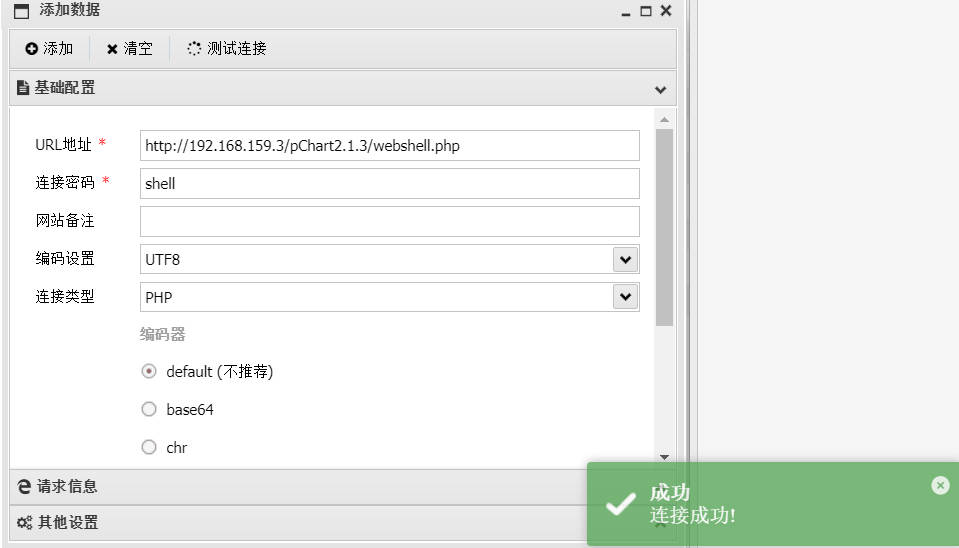 添加数据
添加 清空 测试连接
基础配置
URL地址 * http://192.168.159.3/pChart2.1.3/webshell.php
连接密码 * shell
网站备注
编码设置 UTF8
连接类型 PHP
编码器
default (不推荐)
base64
chr
请求信息
其他设置
成功
连接成功!